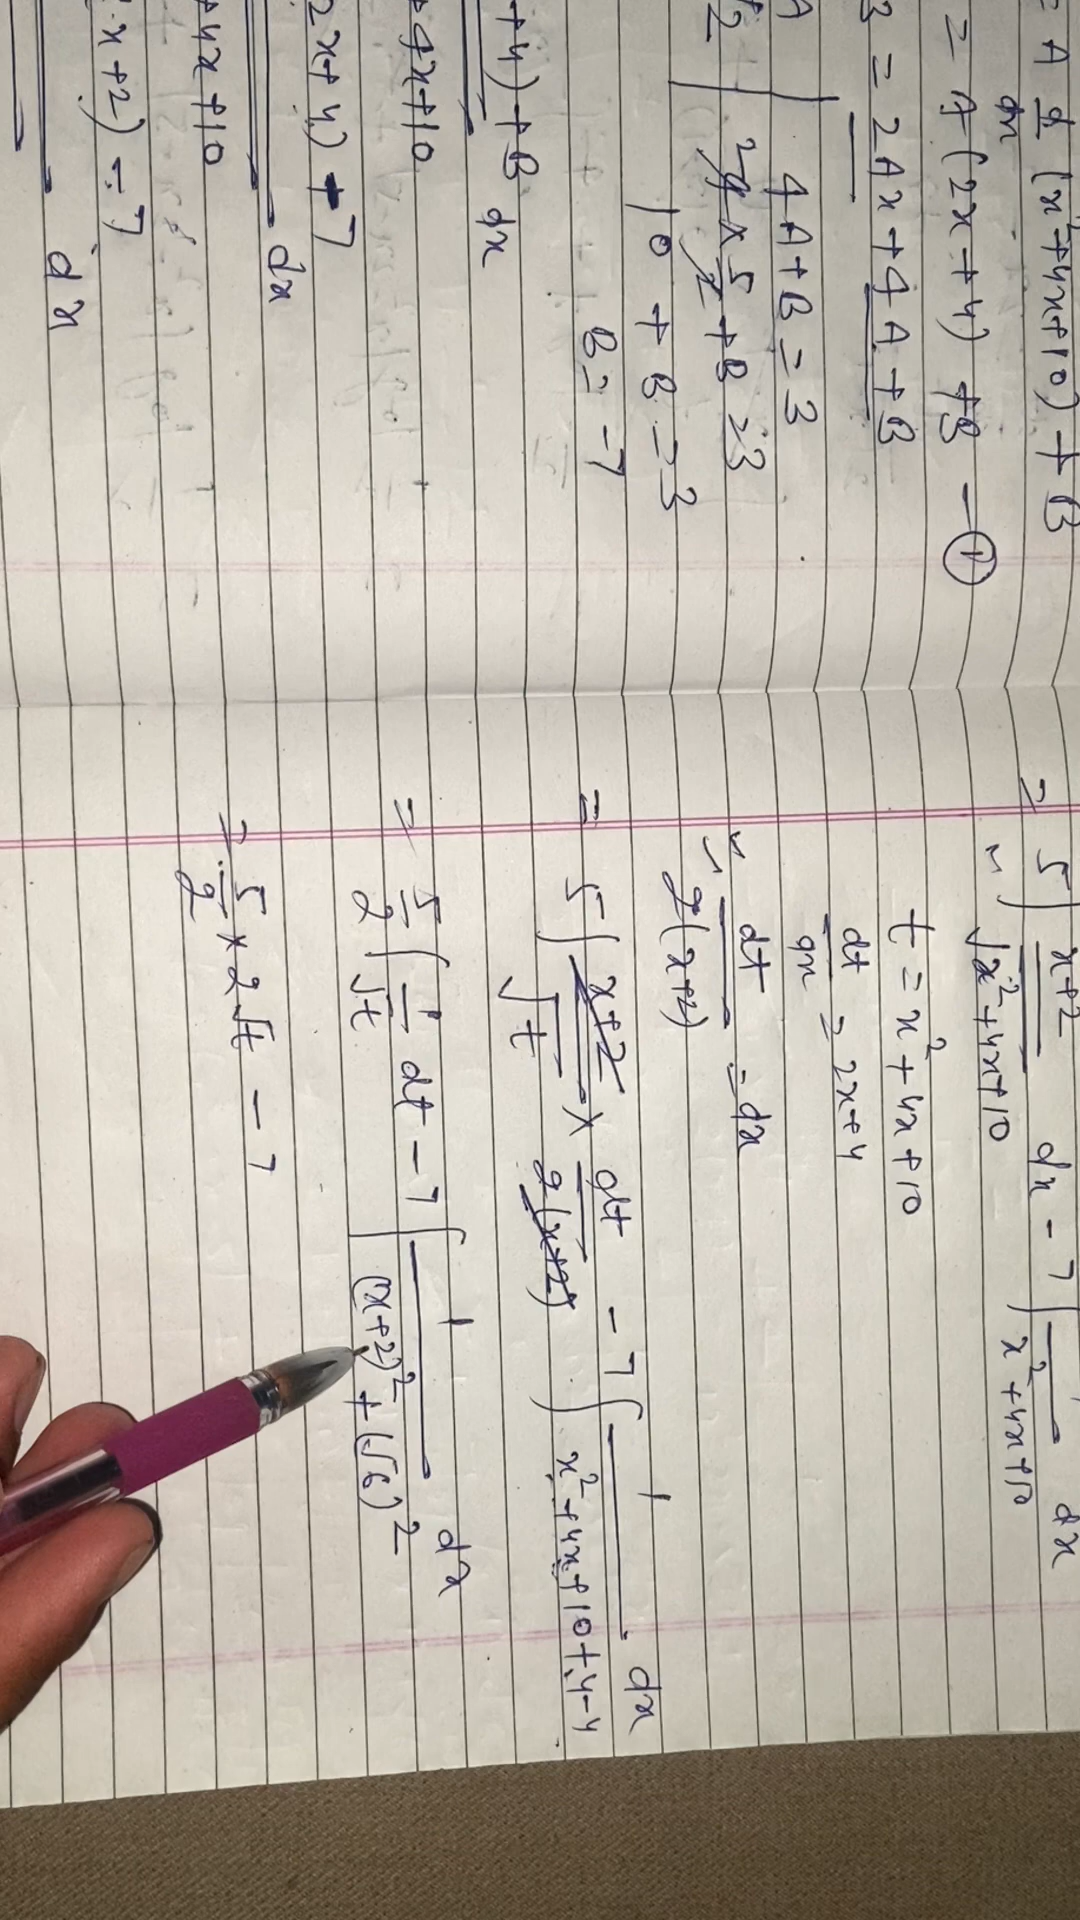 = A d/dx (x²+4x+10) + B
= A(2x+4) + B — ①
3 = 2Ax + 4A + B
4A + B = 3
2 4 × 5/2 + B = 3
10 + B = 3
B = -7
+4) + B dx
+4x+10
2x+4) - 7 dx
+4x+10
x+2) - 7 dx
= 5 ∫ x+2/√x²+4x+10 dx - 7 ∫ 1/x²+4x+10 dx
t = x² + 4x + 10
dt/dx = 2x+4
dt/2(x+2) = dx
= 5 ∫ x+2/√t × dt/2(x+2) - 7 ∫ 1/x²+4x+10+4-4 dx
= 5/2 ∫ 1/√t dt - 7 ∫ 1/(x+2)² + (√6)² dx
= 5/2 × 2√t - 7